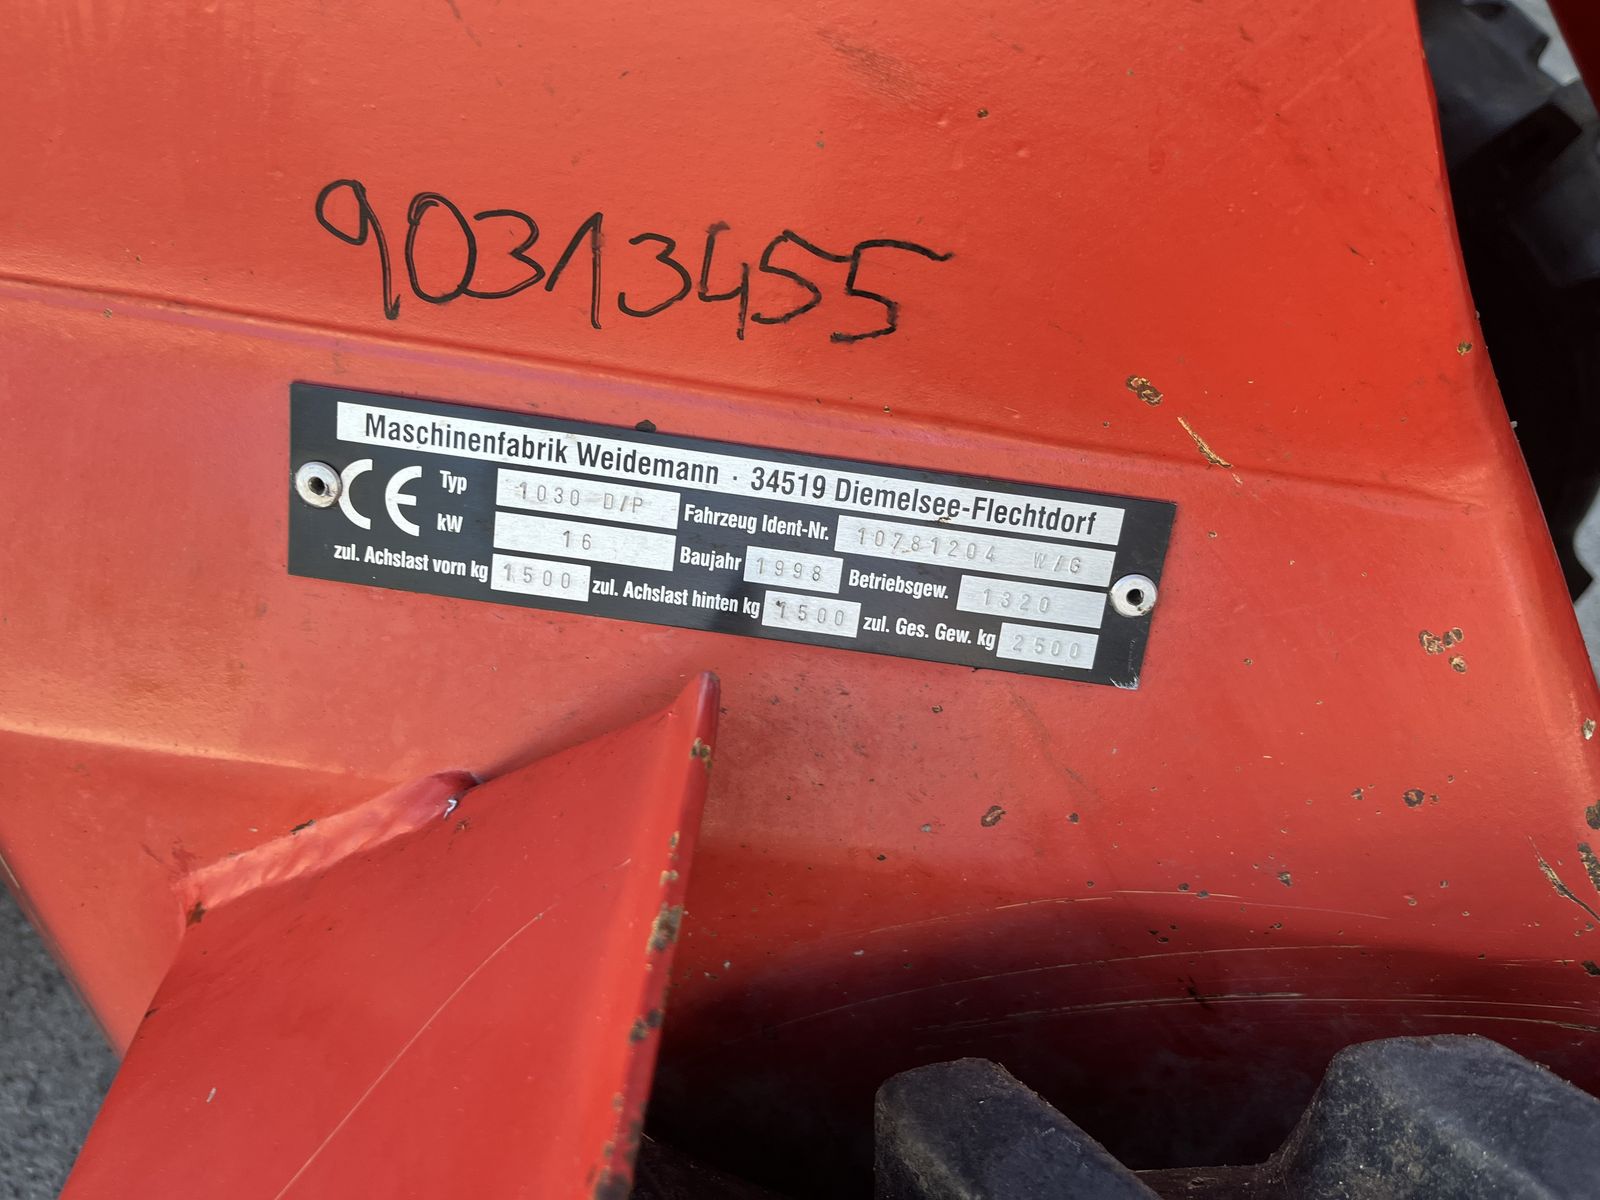 90313455
Maschinenfabrik Weidemann · 34519 Diemelsee-Flechtdorf
CE Typ 1030 D/P Fahrzeug Ident-Nr. 10781204 W/G
kW 16 Baujahr 1998 Betriebsgew. 1320
zul. Achslast vorn kg 1500 zul. Achslast hinten kg 1500 zul. Ges. Gew. kg 2500